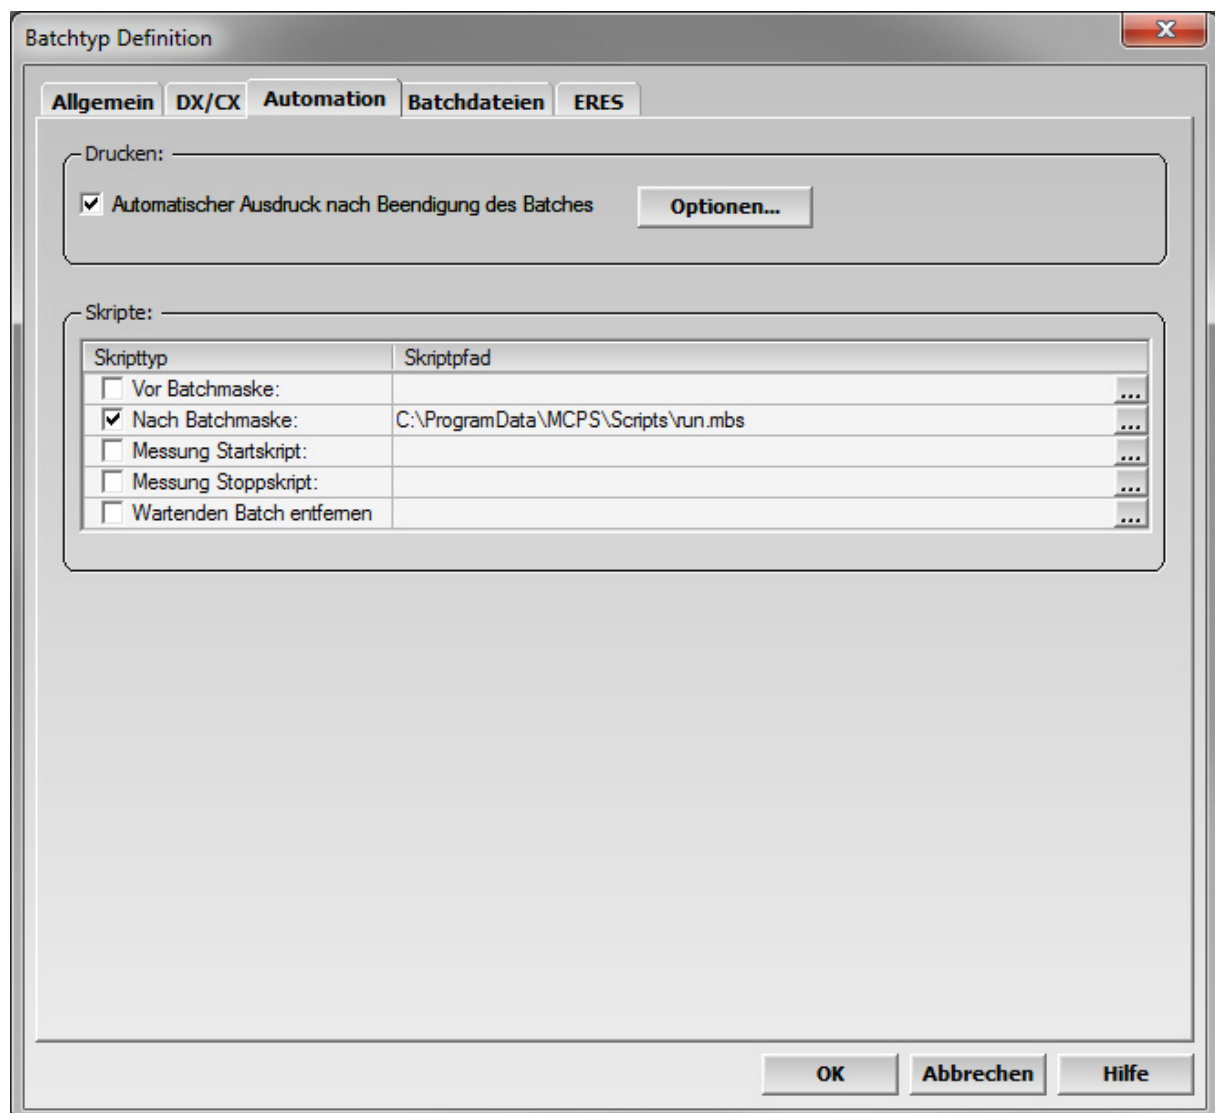 Batchtyp Definition
Allgemein DX/CX Automation Batchdateien ERES
Drucken:
Automatischer Ausdruck nach Beendigung des Batches Optionen...
Skripte:
Skripttyp Skriptpfad
Vor Batchmaske: ...
Nach Batchmaske: C:\ProgramData\MCPS\Scripts\run.mbs ...
Messung Startskript: ...
Messung Stoppskript: ...
Wartenden Batch entfernen ...
OK Abbrechen Hilfe